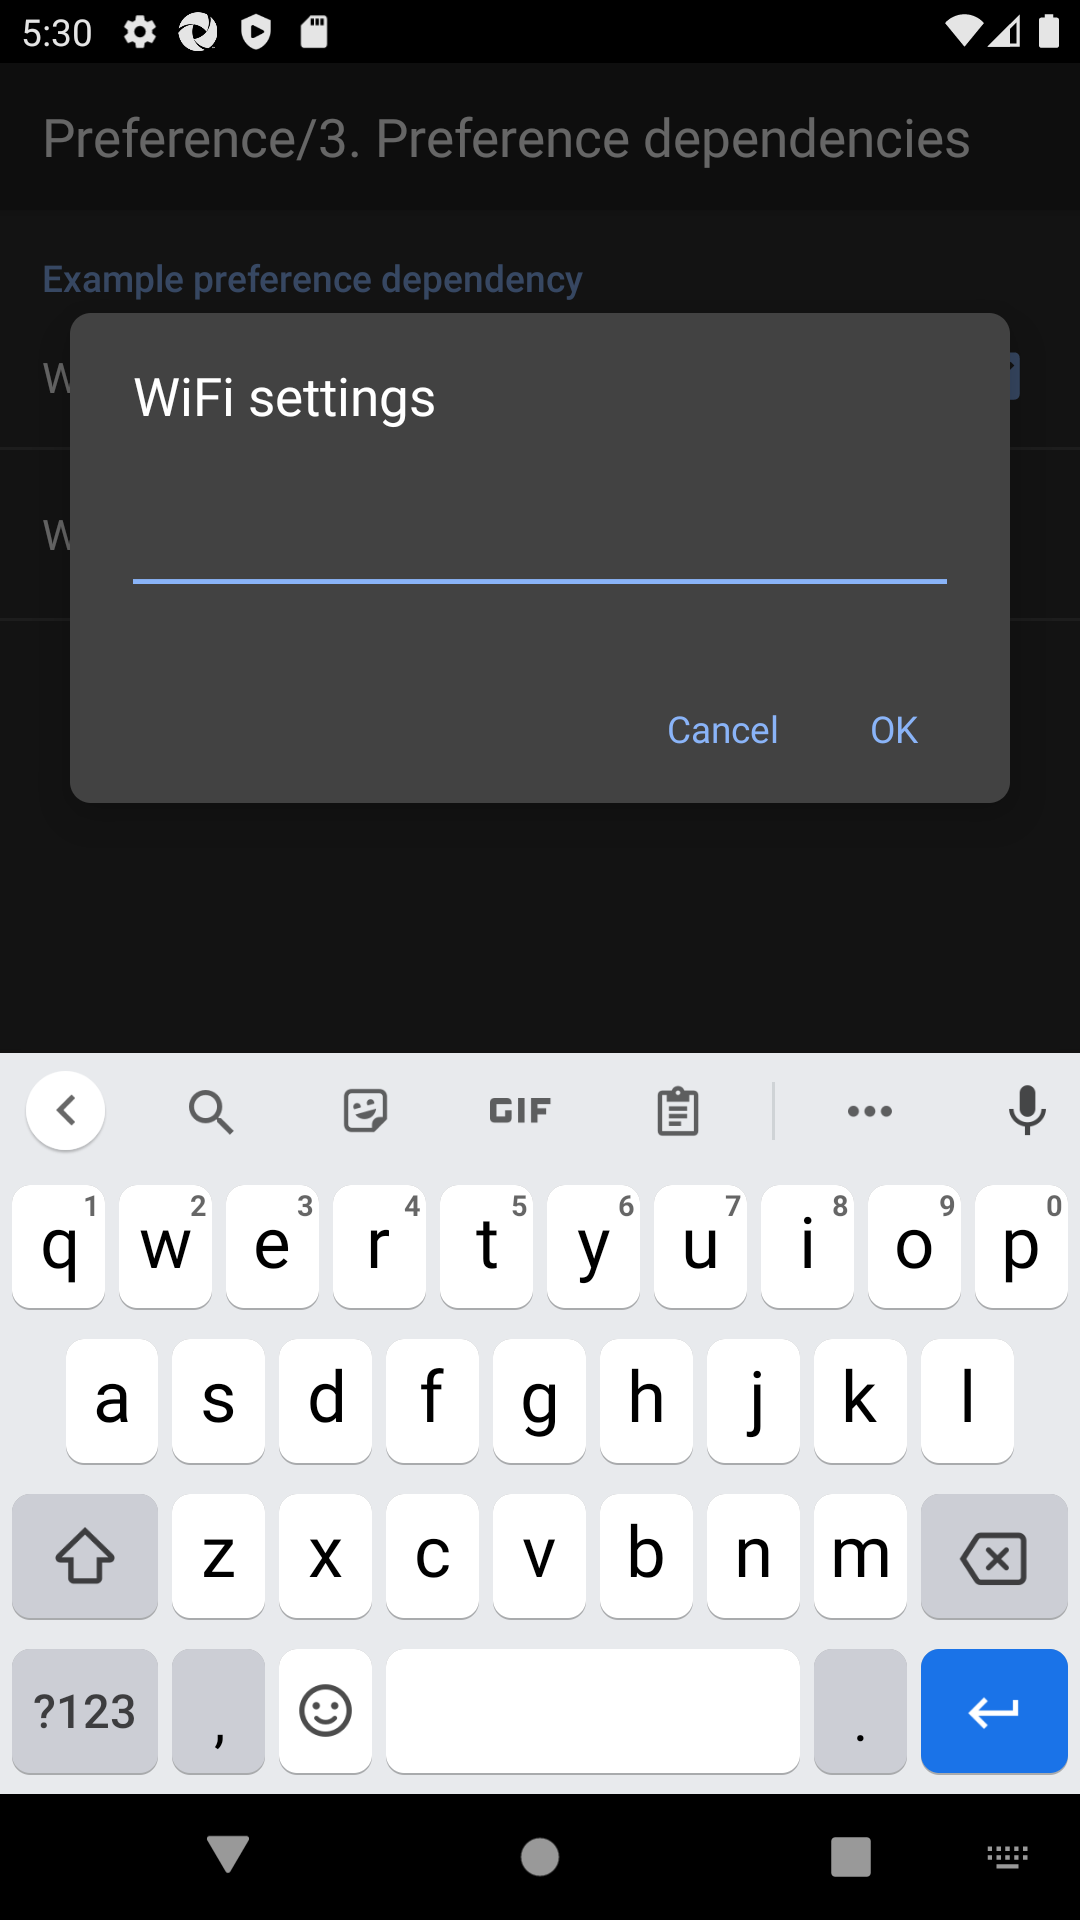 5:30
Preference/3. Preference dependencies
Example preference dependency
W
WiFi settings
W
Cancel OK
GIF
1 2 3 4 5 6 7 8 9 0
q w e r t y u i o p
a s d f g h j k l
z x c v b n m
?123 , .